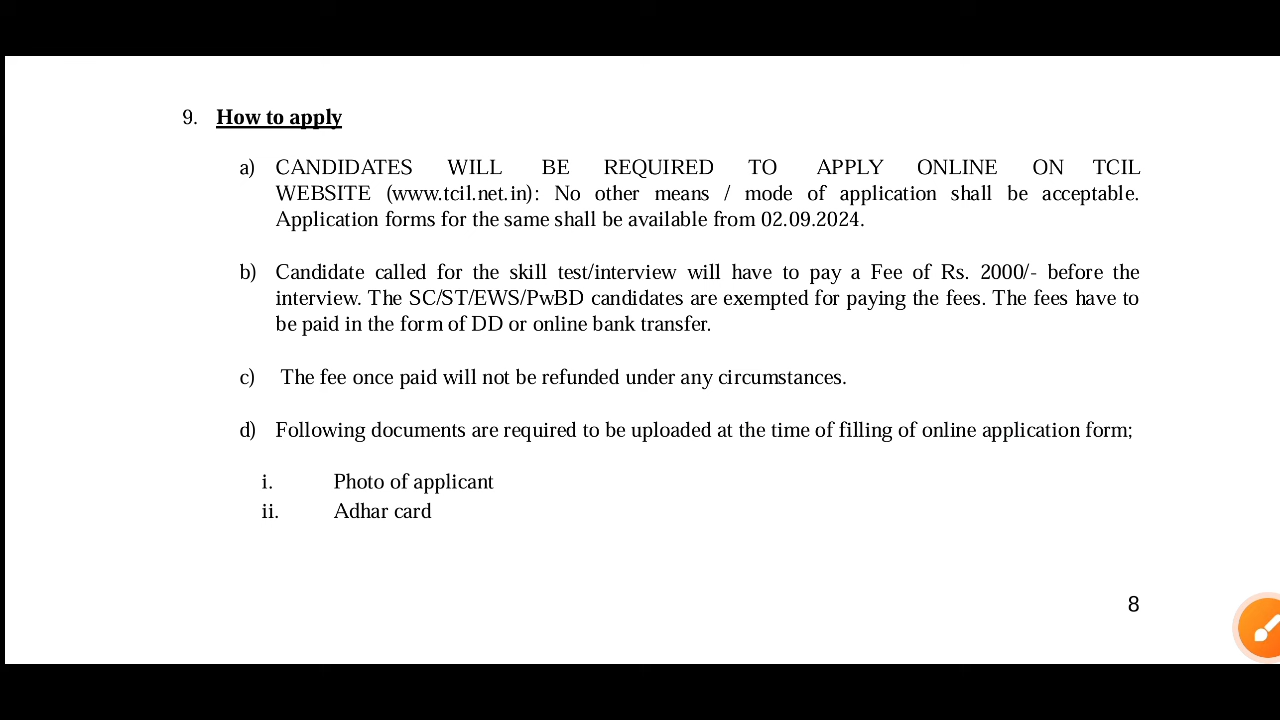 9. How to apply
a) CANDIDATES WILL BE REQUIRED TO APPLY ONLINE ON TCIL
WEBSITE (www.tcil.net.in): No other means / mode of application shall be acceptable.
Application forms for the same shall be available from 02.09.2024.
b) Candidate called for the skill test/interview will have to pay a Fee of Rs. 2000/- before the
interview. The SC/ST/EWS/PwBD candidates are exempted for paying the fees. The fees have to
be paid in the form of DD or online bank transfer.
c) The fee once paid will not be refunded under any circumstances.
d) Following documents are required to be uploaded at the time of filling of online application form;
i. Photo of applicant
ii. Adhar card
8